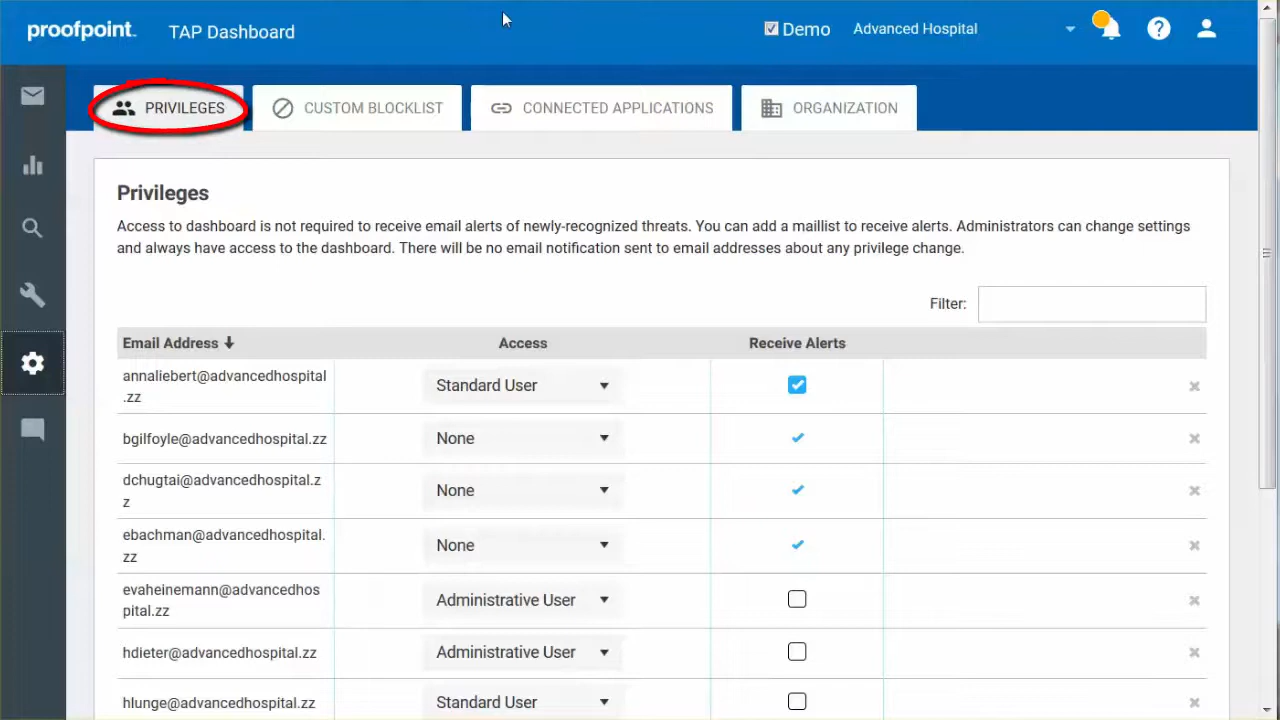 proofpoint.
TAP Dashboard
Demo
Advanced Hospital
PRIVILEGES
CUSTOM BLOCKLIST
CONNECTED APPLICATIONS
ORGANIZATION
Privileges
Access to dashboard is not required to receive email alerts of newly-recognized threats. You can add a maillist to receive alerts. Administrators can change settings
and always have access to the dashboard. There will be no email notification sent to email addresses about any privilege change.
Filter:
Email Address Access Receive Alerts
annaliebert@advancedhospital
.zz
Standard User
bgilfoyle@advancedhospital.zz None
dchugtai@advancedhospital.z
z
None
ebachman@advancedhospital.
zz
None
evaheinemann@advancedhos
pital.zz
Administrative User
hdieter@advancedhospital.zz Administrative User
hlunge@advancedhospital.zz Standard User